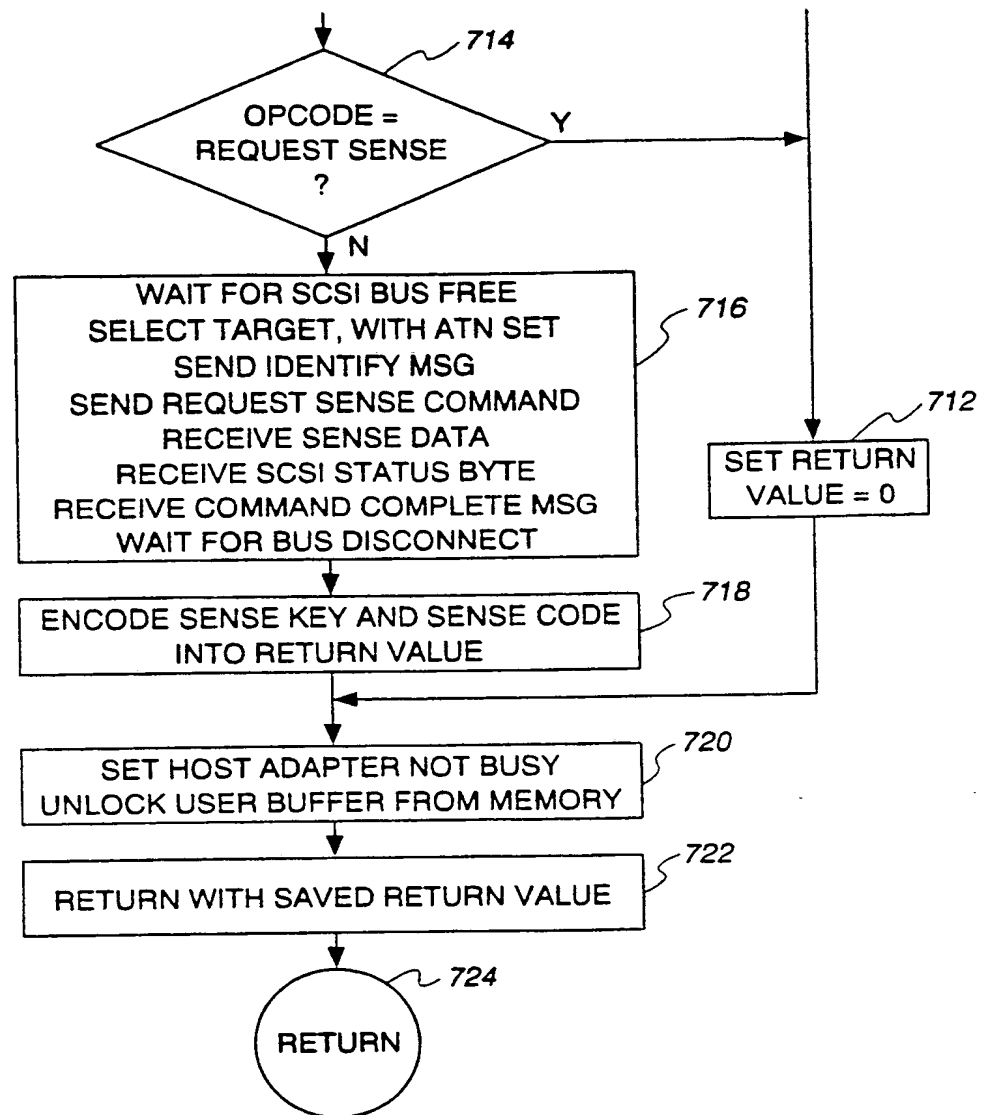 714
OPCODE =
REQUEST SENSE
?
Y
N
WAIT FOR SCSI BUS FREE
SELECT TARGET, WITH ATN SET
SEND IDENTIFY MSG
SEND REQUEST SENSE COMMAND
RECEIVE SENSE DATA
RECEIVE SCSI STATUS BYTE
RECEIVE COMMAND COMPLETE MSG
WAIT FOR BUS DISCONNECT
716
712
SET RETURN
VALUE = 0
718
ENCODE SENSE KEY AND SENSE CODE
INTO RETURN VALUE
720
SET HOST ADAPTER NOT BUSY
UNLOCK USER BUFFER FROM MEMORY
722
RETURN WITH SAVED RETURN VALUE
724
RETURN